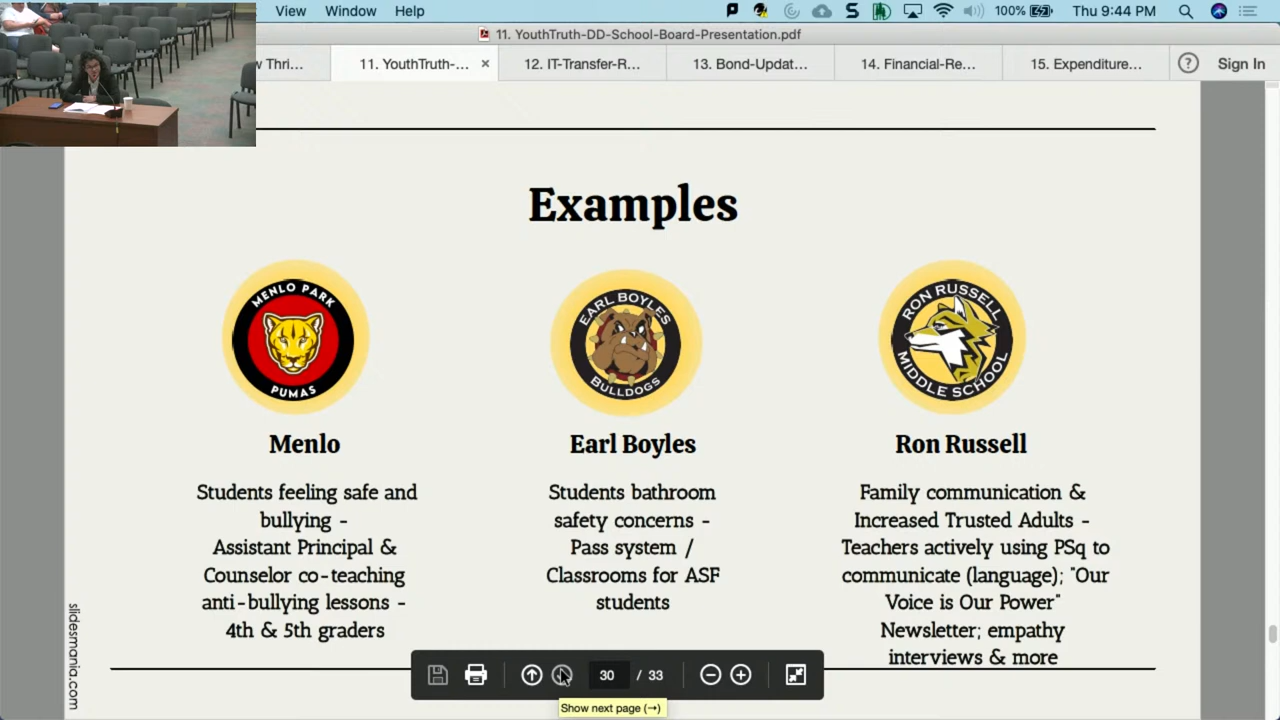 View Window Help
100%
Thu 9:44 PM
11. YouthTruth-DD-School-Board-Presentation.pdf
w Thri...
11. YouthTruth-...
12. IT-Transfer-R...
13. Bond-Updat...
14. Financial-Re...
15. Expenditure...
Sign In
Examples
MENLO PARK
PUMAS
EARL BOYLES
BULLDOGS
RON RUSSELL
MIDDLE SCHOOL
Menlo
Students feeling safe and
bullying -
Assistant Principal &
Counselor co-teaching
anti-bullying lessons -
4th & 5th graders
Earl Boyles
Students bathroom
safety concerns -
Pass system /
Classrooms for ASF
students
Ron Russell
Family communication &
Increased Trusted Adults -
Teachers actively using PSq to
communicate (language); "Our
Voice is Our Power"
Newsletter; empathy
interviews & more
slidesmania.com
30 / 33
Show next page (→)